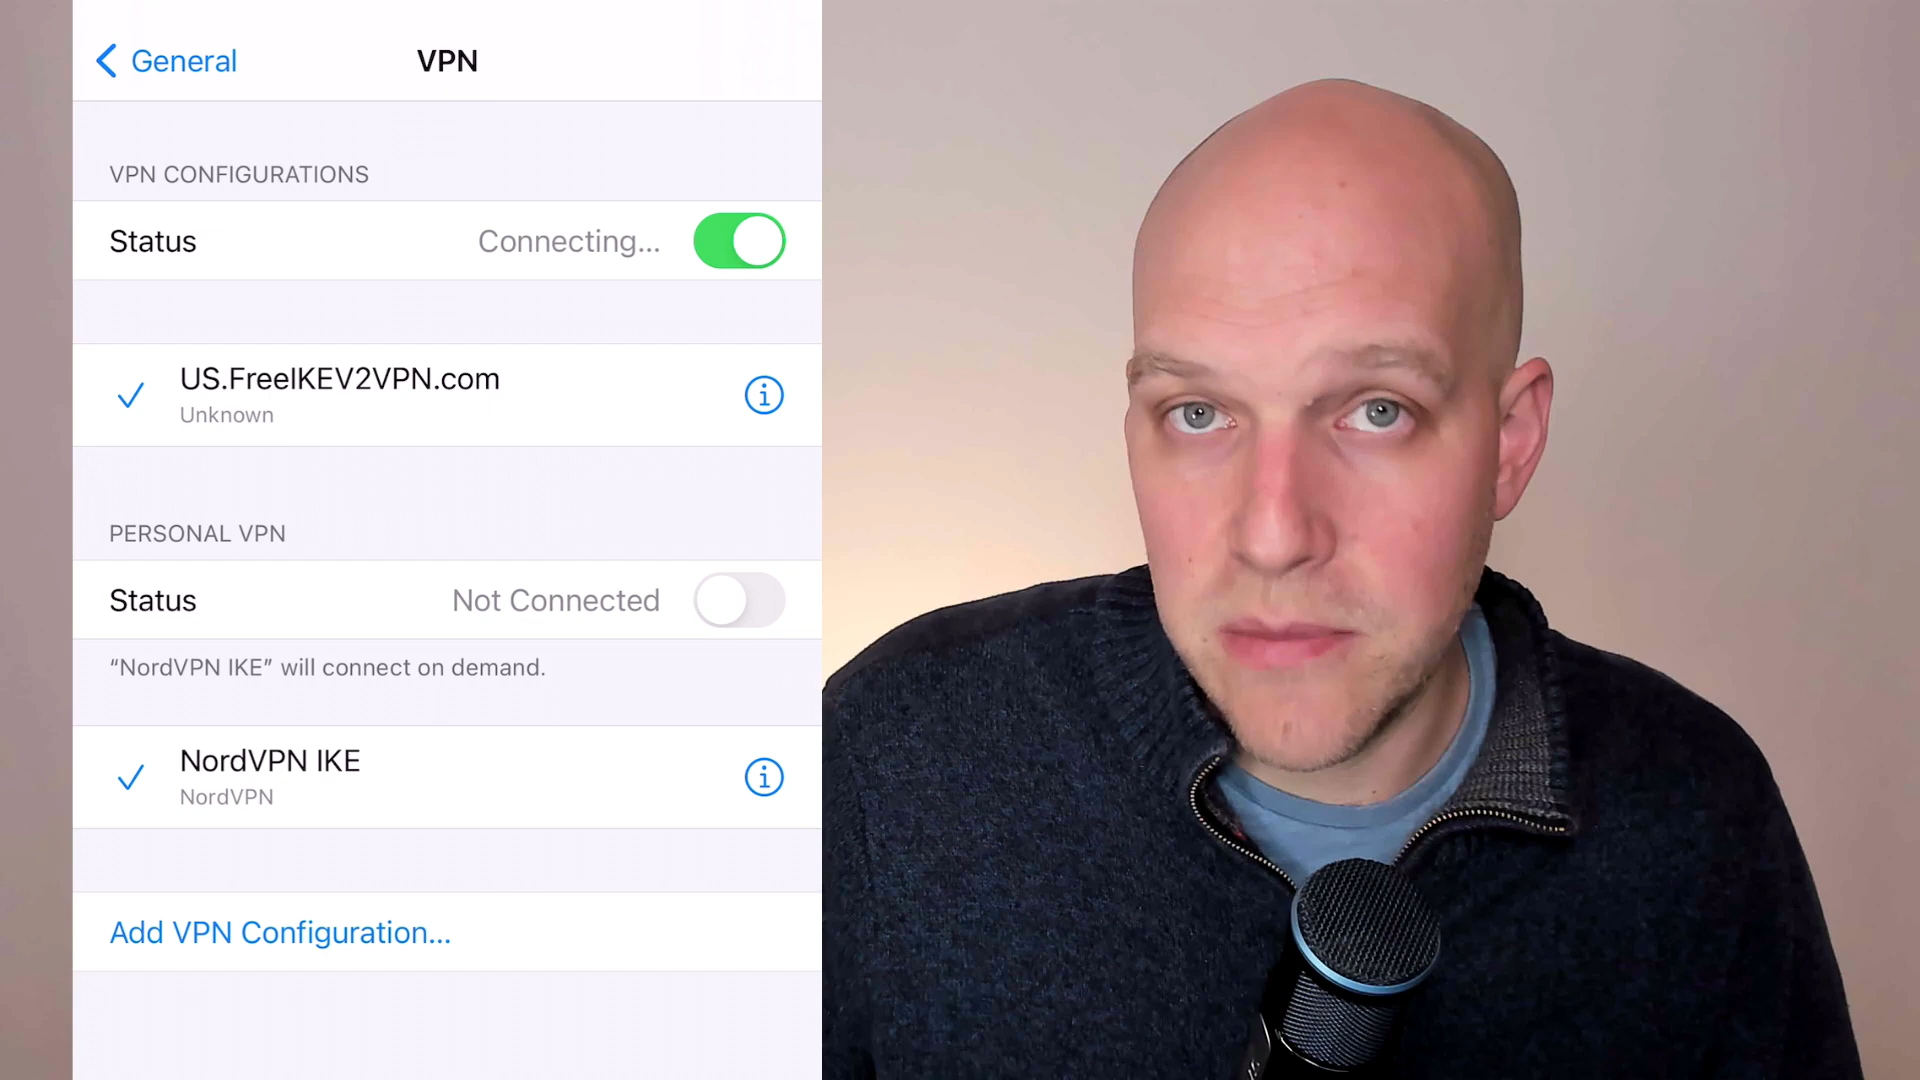 General
VPN
VPN CONFIGURATIONS
Status
Connecting...
US.FreeIKEV2VPN.com
Unknown
PERSONAL VPN
Status
Not Connected
“NordVPN IKE” will connect on demand.
NordVPN IKE
NordVPN
Add VPN Configuration...